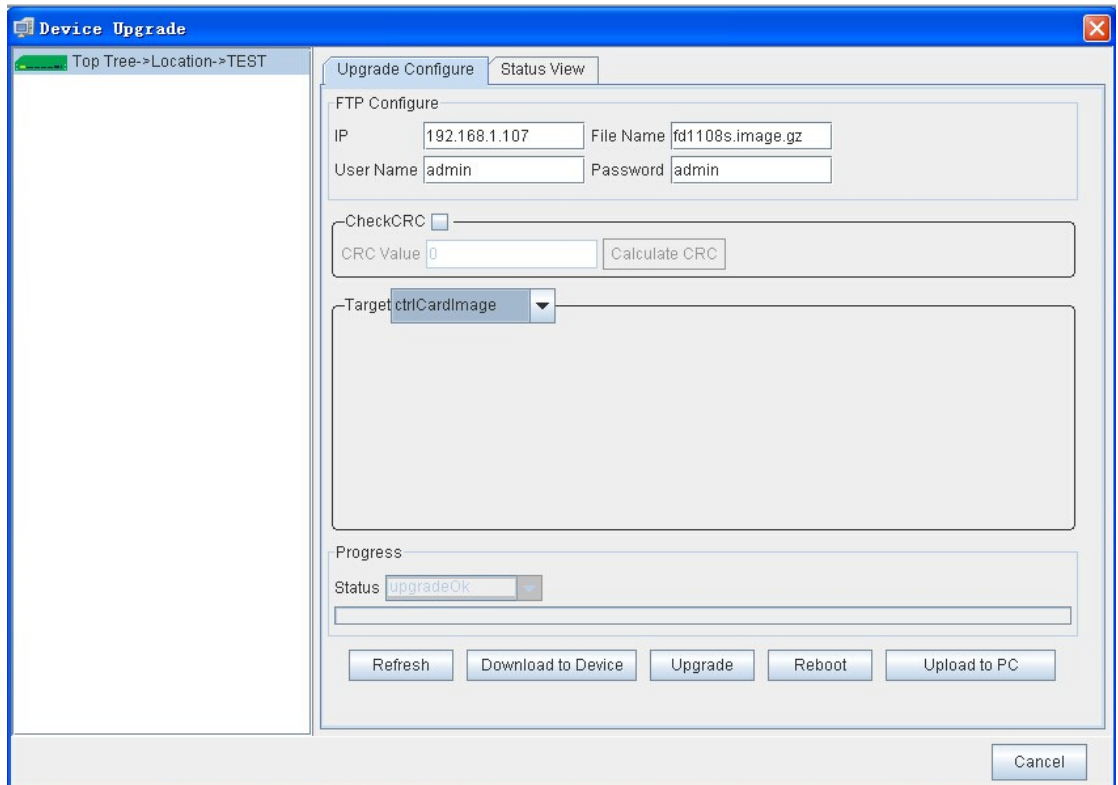 Device Upgrade
Top Tree->Location->TEST
Upgrade Configure Status View
FTP Configure
IP 192.168.1.107 File Name fd1108s.image.gz
User Name admin Password admin
CheckCRC
CRC Value 0 Calculate CRC
Target ctrlCardImage
Progress
Status upgradeOk
Refresh Download to Device Upgrade Reboot Upload to PC
Cancel